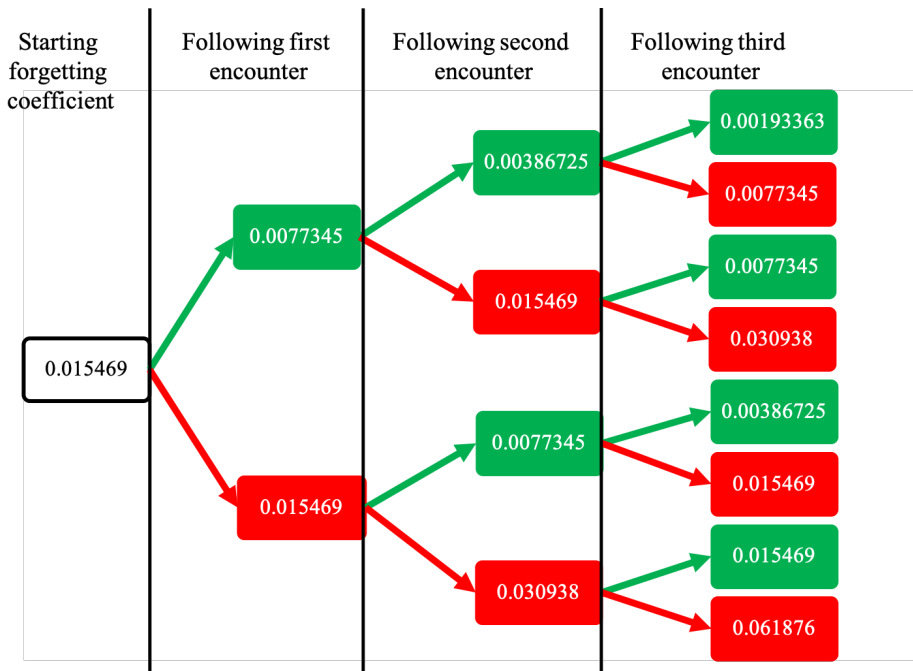 Starting
forgetting
coefficient
Following first
encounter
Following second
encounter
Following third
encounter
0.015469
0.0077345
0.015469
0.00386725
0.015469
0.0077345
0.030938
0.00193363
0.0077345
0.0077345
0.030938
0.00386725
0.015469
0.015469
0.061876